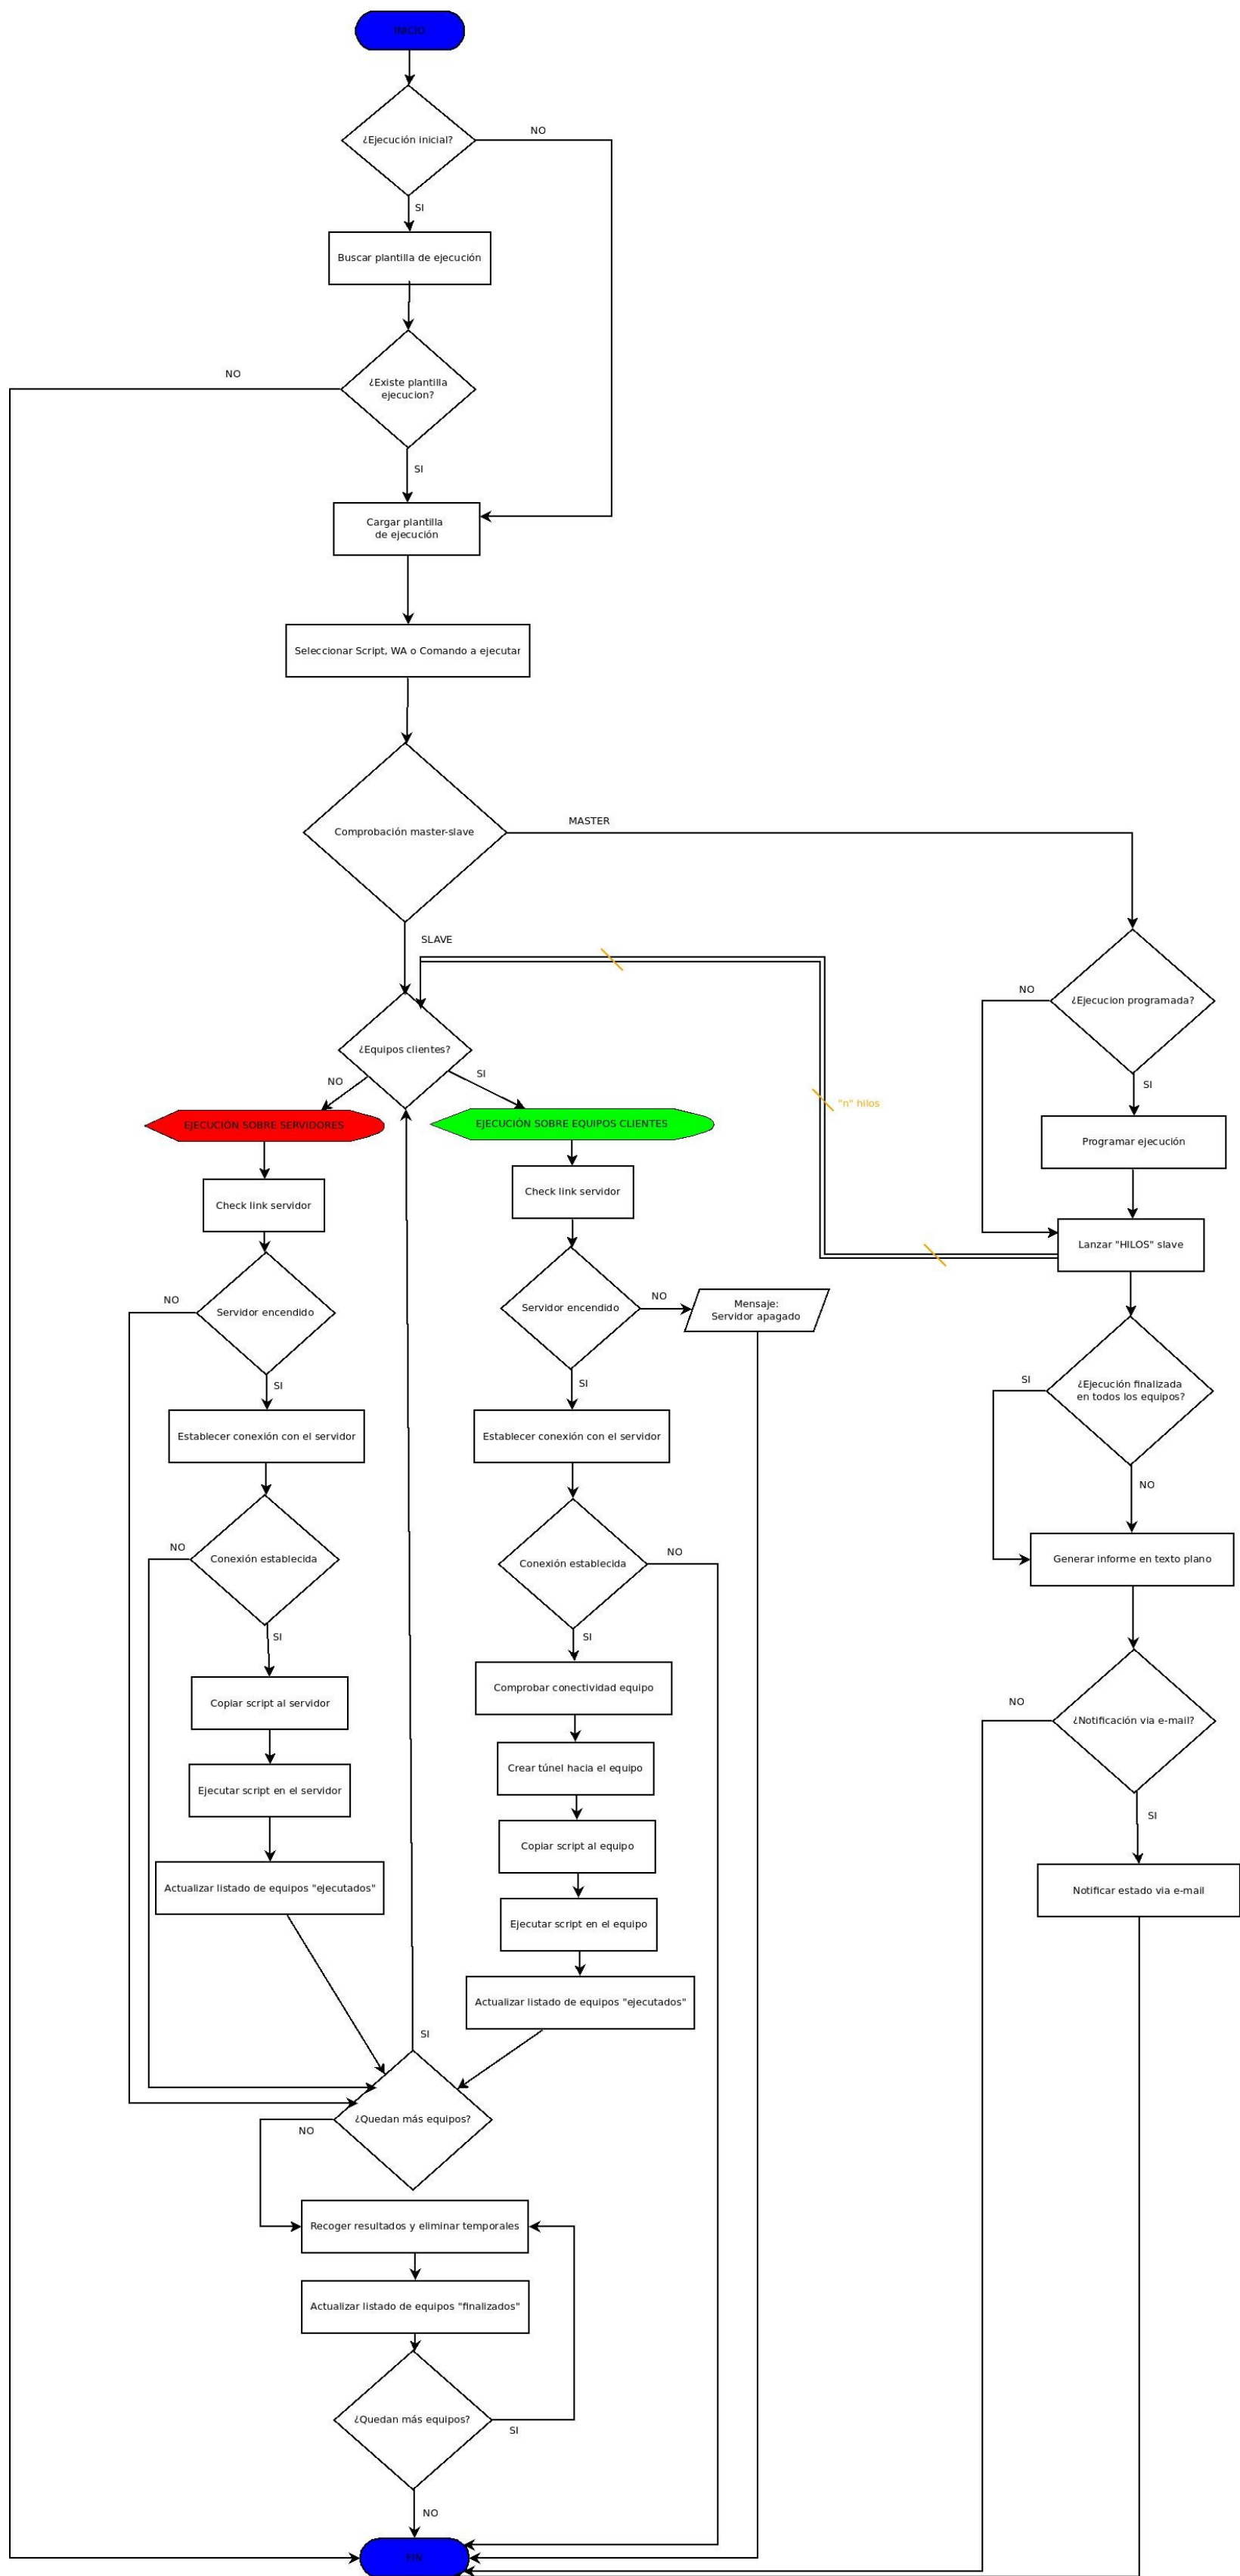 INICIO
¿Ejecución inicial?
NO
SI
Buscar plantilla de ejecución
NO
¿Existe plantilla
ejecucion?
SI
Cargar plantilla
de ejecución
Seleccionar Script, WA o Comando a ejecutar
Comprobación master-slave
MASTER
SLAVE
¿Ejecucion programada?
NO
SI
¿Equipos clientes?
NO
SI
"n" hilos
EJECUCIÓN SOBRE SERVIDORES
EJECUCIÓN SOBRE EQUIPOS CLIENTES
Programar ejecución
Check link servidor
Check link servidor
Lanzar "HILOS" slave
NO
Servidor encendido
SI
Servidor encendido
NO
SI
Mensaje:
Servidor apagado
SI
¿Ejecución finalizada
en todos los equipos?
NO
Establecer conexión con el servidor
Establecer conexión con el servidor
NO
Conexión establecida
SI
Conexión establecida
NO
SI
Generar informe en texto plano
Copiar script al servidor
Comprobar conectividad equipo
NO
¿Notificación via e-mail?
SI
Ejecutar script en el servidor
Crear túnel hacia el equipo
Copiar script al equipo
Actualizar listado de equipos "ejecutados"
Ejecutar script en el equipo
Notificar estado via e-mail
Actualizar listado de equipos "ejecutados"
SI
¿Quedan más equipos?
NO
Recoger resultados y eliminar temporales
Actualizar listado de equipos "finalizados"
¿Quedan más equipos?
SI
NO
FIN